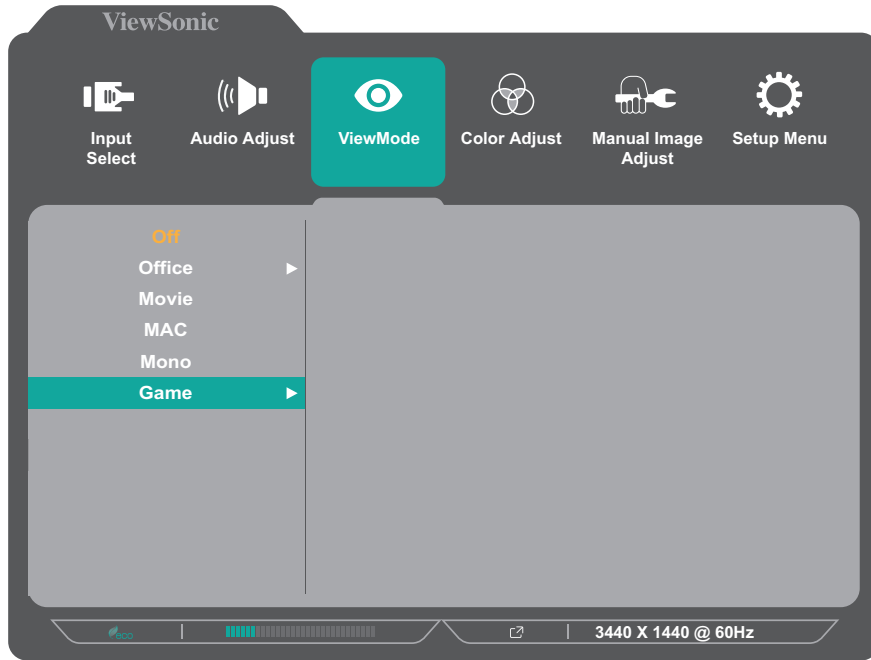 ViewSonic
Input
Select
Audio Adjust
ViewMode
Color Adjust
Manual Image
Adjust
Setup Menu
Off
Office
Movie
MAC
Mono
Game
eco
3440 X 1440 @ 60Hz